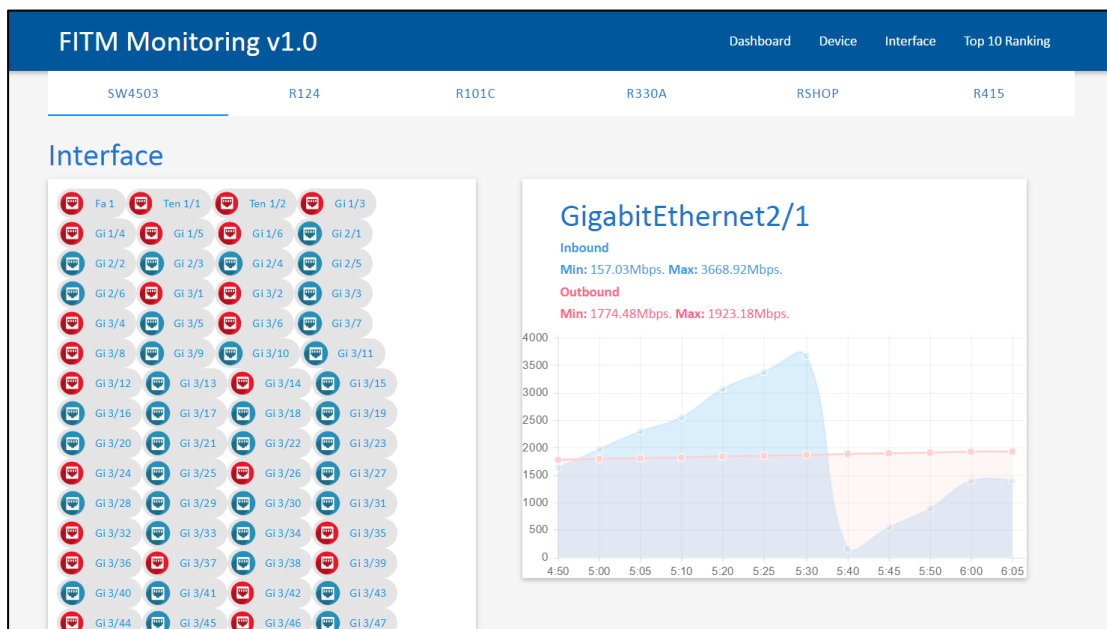 FITM Monitoring v1.0
Dashboard Device Interface Top 10 Ranking
SW4503 R124 R101C R330A RSHOP R415
Interface
Fa 1 Ten 1/1 Ten 1/2 Gi 1/3
Gi 1/4 Gi 1/5 Gi 1/6 Gi 2/1
Gi 2/2 Gi 2/3 Gi 2/4 Gi 2/5
Gi 2/6 Gi 3/1 Gi 3/2 Gi 3/3
Gi 3/4 Gi 3/5 Gi 3/6 Gi 3/7
Gi 3/8 Gi 3/9 Gi 3/10 Gi 3/11
Gi 3/12 Gi 3/13 Gi 3/14 Gi 3/15
Gi 3/16 Gi 3/17 Gi 3/18 Gi 3/19
Gi 3/20 Gi 3/21 Gi 3/22 Gi 3/23
Gi 3/24 Gi 3/25 Gi 3/26 Gi 3/27
Gi 3/28 Gi 3/29 Gi 3/30 Gi 3/31
Gi 3/32 Gi 3/33 Gi 3/34 Gi 3/35
Gi 3/36 Gi 3/37 Gi 3/38 Gi 3/39
Gi 3/40 Gi 3/41 Gi 3/42 Gi 3/43
Gi 3/44 Gi 3/45 Gi 3/46 Gi 3/47
GigabitEthernet2/1
Inbound
Min: 157.03Mbps. Max: 3668.92Mbps.
Outbound
Min: 1774.48Mbps. Max: 1923.18Mbps.
4000
3500
3000
2500
2000
1500
1000
500
0
4:50 5:00 5:05 5:10 5:20 5:25 5:30 5:40 5:45 5:50 6:00 6:05